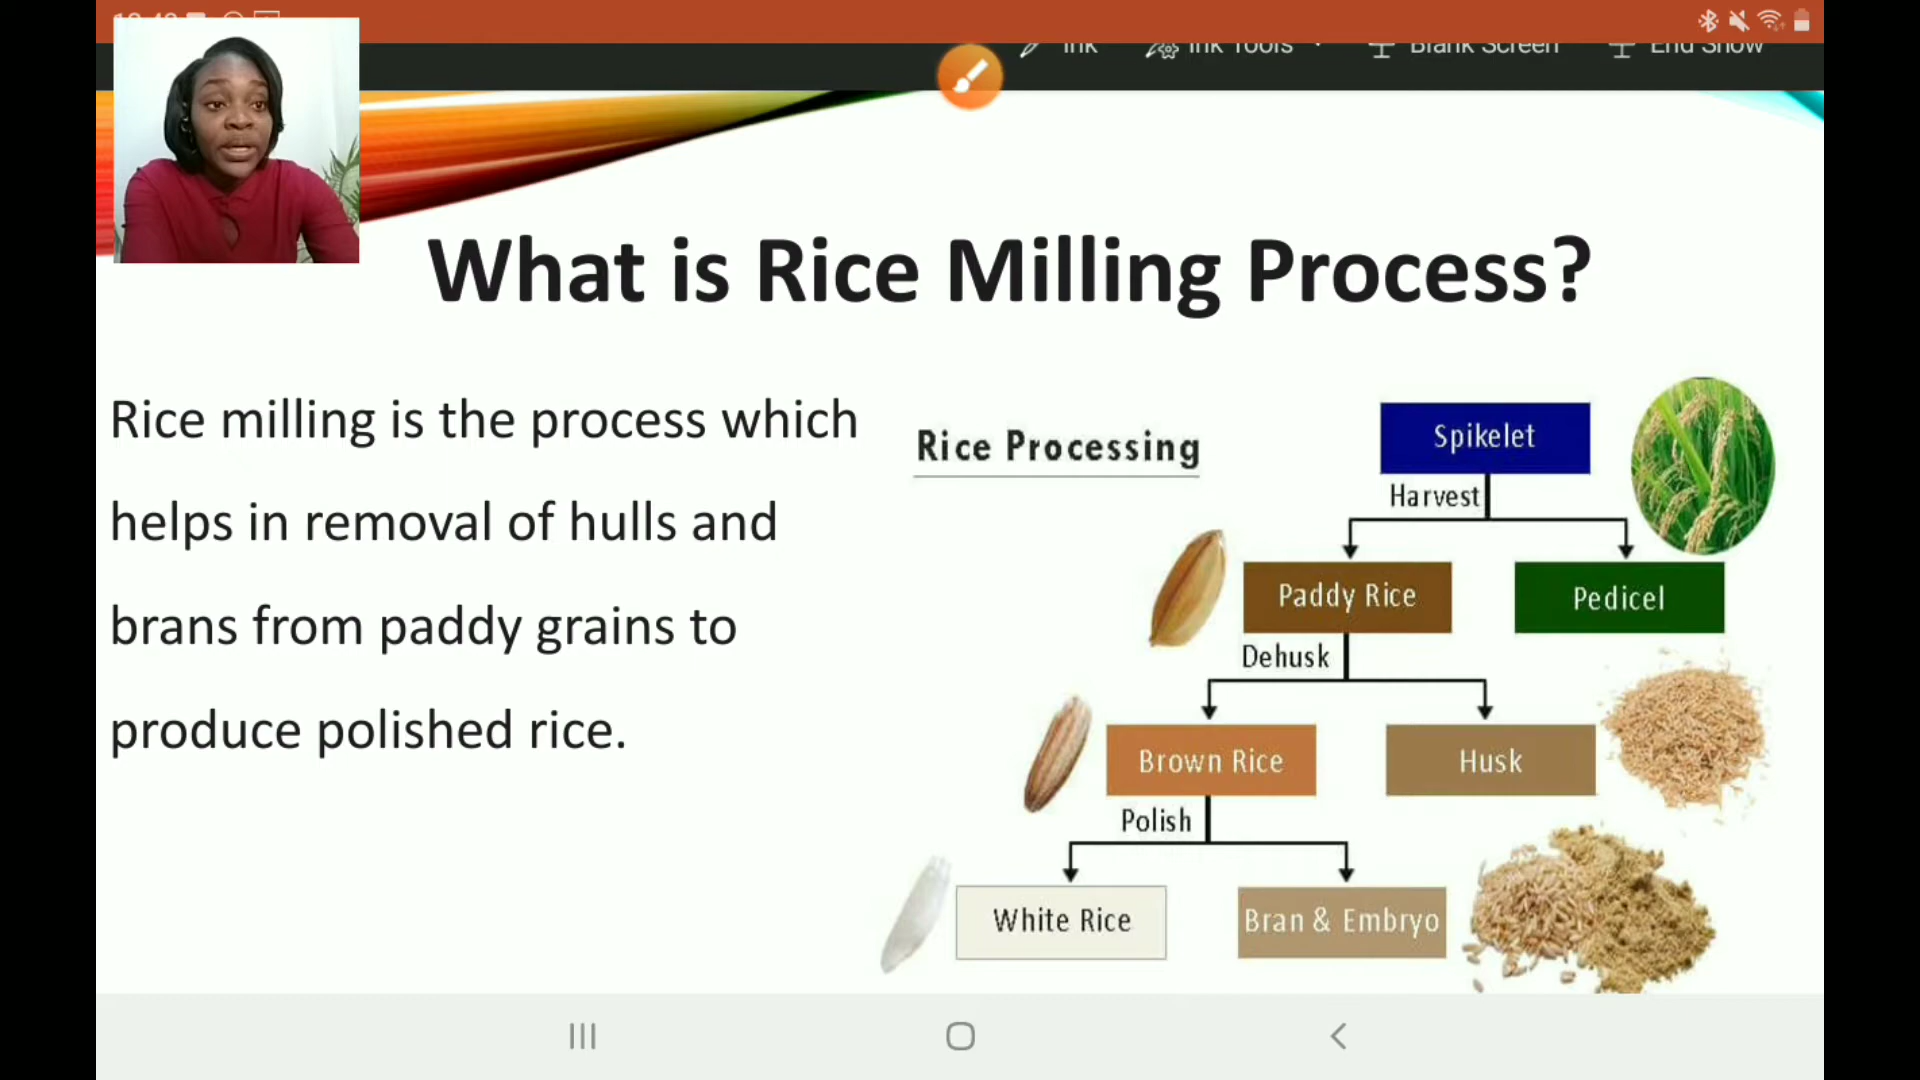 Ink
Ink Tools
Blank Screen
End Show
What is Rice Milling Process?
Rice milling is the process which
helps in removal of hulls and
brans from paddy grains to
produce polished rice.
Rice Processing
Spikelet
Harvest
Paddy Rice
Pedicel
Dehusk
Brown Rice
Husk
Polish
White Rice
Bran & Embryo